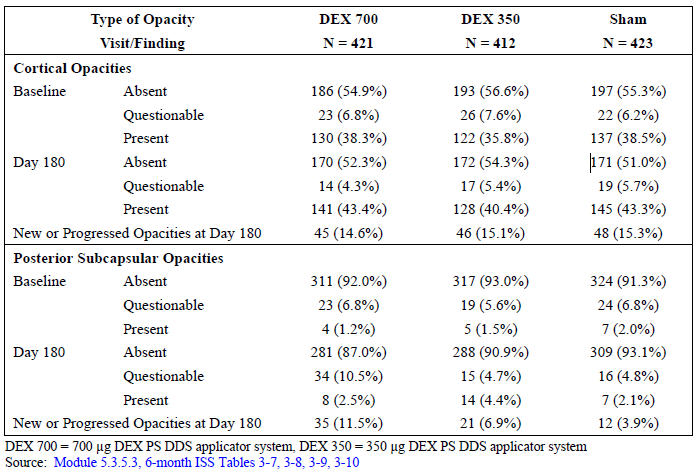 Type of Opacity DEX 700 DEX 350 Sham
Visit/Finding N = 421 N = 412 N = 423
Cortical Opacities
Baseline Absent 186 (54.9%) 193 (56.6%) 197 (55.3%)
Questionable 23 (6.8%) 26 (7.6%) 22 (6.2%)
Present 130 (38.3%) 122 (35.8%) 137 (38.5%)
Day 180 Absent 170 (52.3%) 172 (54.3%) 171 (51.0%)
Questionable 14 (4.3%) 17 (5.4%) 19 (5.7%)
Present 141 (43.4%) 128 (40.4%) 145 (43.3%)
New or Progressed Opacities at Day 180 45 (14.6%) 46 (15.1%) 48 (15.3%)
Posterior Subcapsular Opacities
Baseline Absent 311 (92.0%) 317 (93.0%) 324 (91.3%)
Questionable 23 (6.8%) 19 (5.6%) 24 (6.8%)
Present 4 (1.2%) 5 (1.5%) 7 (2.0%)
Day 180 Absent 281 (87.0%) 288 (90.9%) 309 (93.1%)
Questionable 34 (10.5%) 15 (4.7%) 16 (4.8%)
Present 8 (2.5%) 14 (4.4%) 7 (2.1%)
New or Progressed Opacities at Day 180 35 (11.5%) 21 (6.9%) 12 (3.9%)
DEX 700 = 700 µg DEX PS DDS applicator system, DEX 350 = 350 µg DEX PS DDS applicator system
Source: Module 5.3.5.3, 6-month ISS Tables 3-7, 3-8, 3-9, 3-10